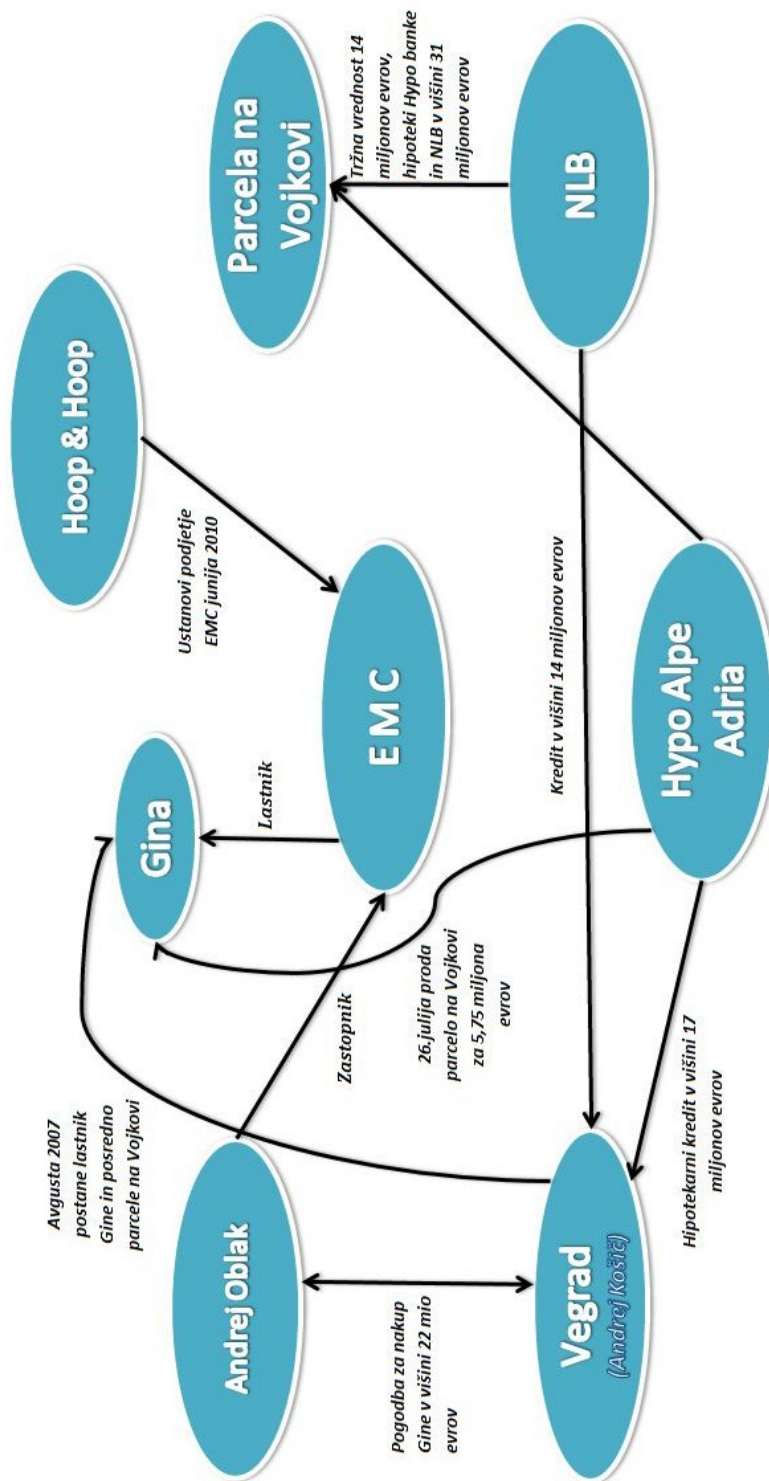 Hoop & Hoop
Parcela na
Vojkovi
Gina
Ustanovi podjetje
EMC junija 2010
Tržna vrednost 14
miljonov evrov,
hipoteki Hypo banke
in NLB v višini 31
miljonov evrov
Avgusta 2007
postane lastnik
Gine in posredno
parcele na Vojkovi
Lastnik
Andrej Oblak
Zastopnik
E M C
26.julija proda
parcelo na Vojkovi
za 5,75 miljona
evrov
Pogodba za nakup
Gine v višini 22 mio
evrov
Kredit v višini 14 miljonov evrov
NLB
Vegrad
(Andrej Košič)
Hypo Alpe
Adria
Hipotekarni kredit v višini 17
miljonov evrov